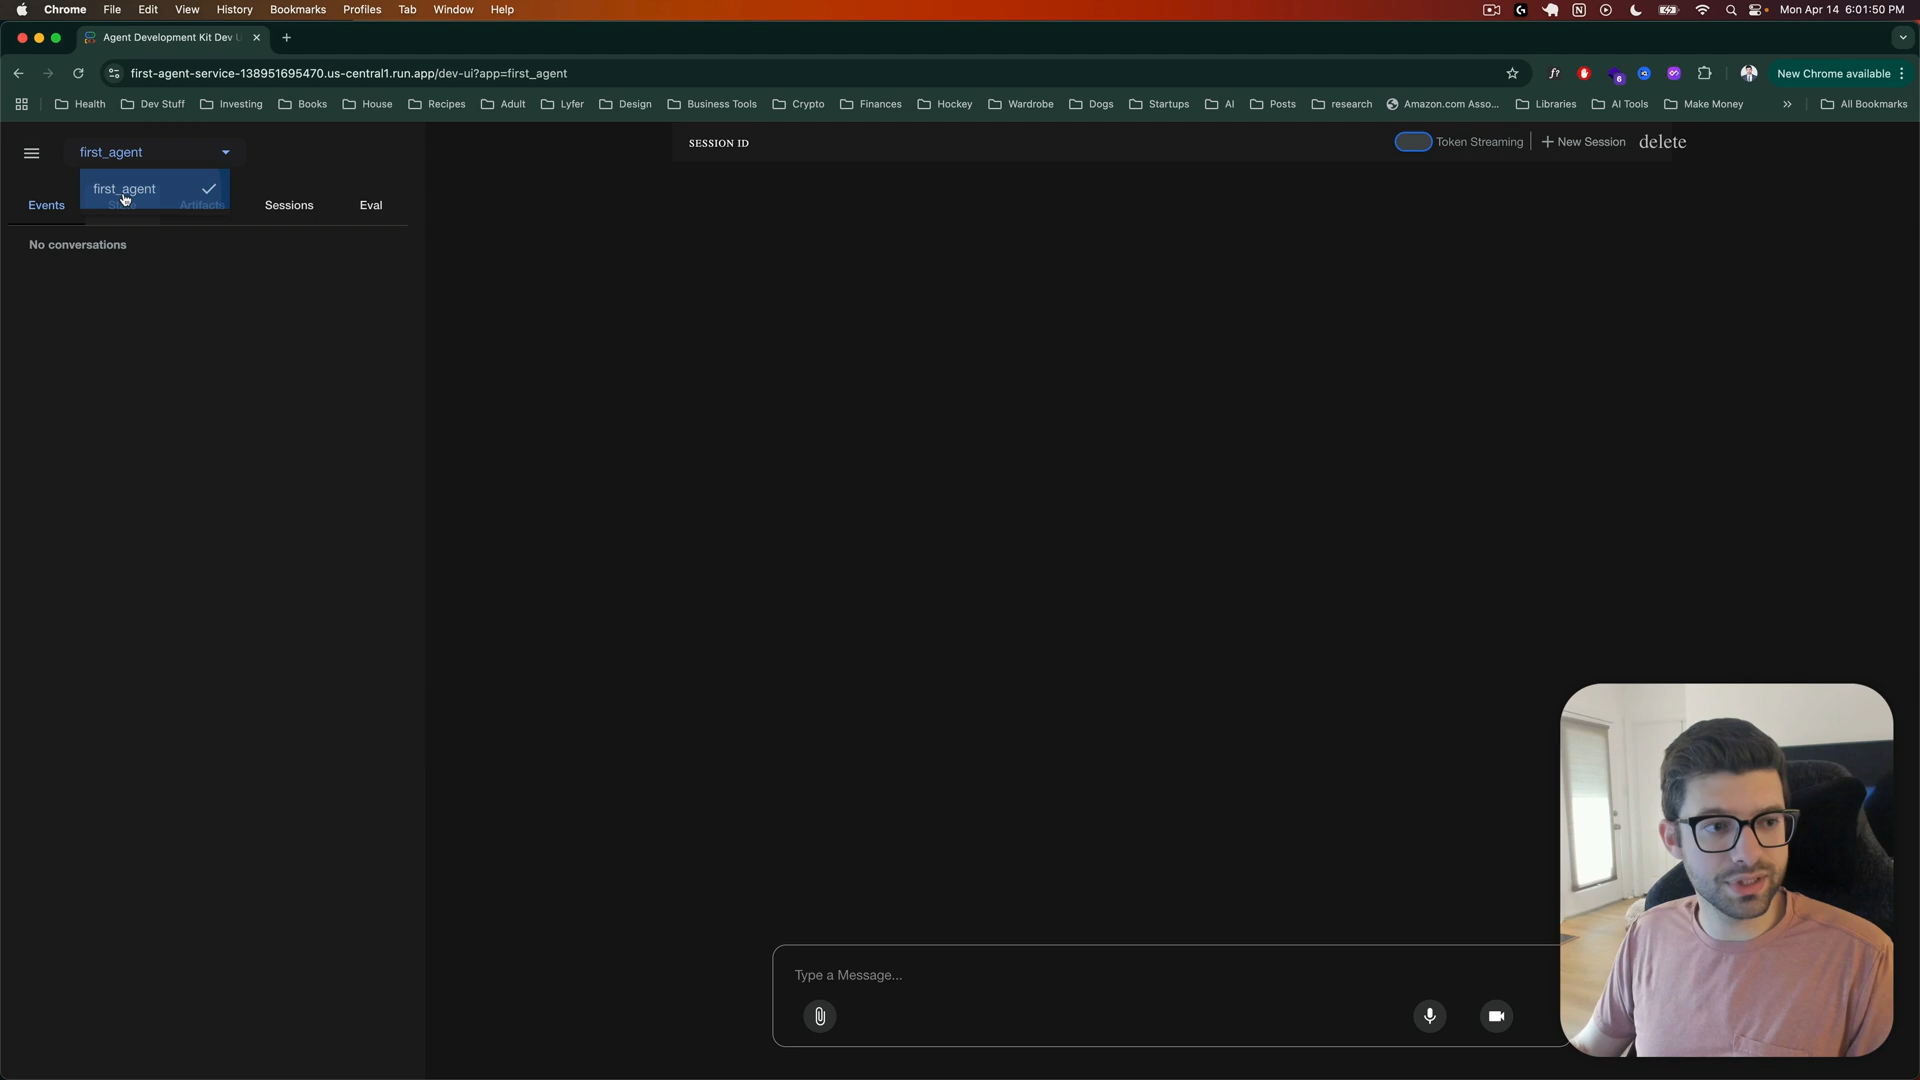 Chrome File Edit View History Bookmarks Profiles Tab Window Help Mon Apr 14 6:01:50 PM
Agent Development Kit Dev
first-agent-service-138951695470.us-central1.run.app/dev-ui?app=first_agent
6
New Chrome available
Health Dev Stuff Investing Books House Recipes Adult Lyfer Design Business Tools Crypto Finances Hockey Wardrobe Dogs Startups AI Posts research Amazon.com Asso... Libraries AI Tools Make Money » All Bookmarks
first_agent
SESSION ID
Token Streaming
New Session
delete
first_agent
Events Artifacts Sessions Eval
No conversations
Type a Message...